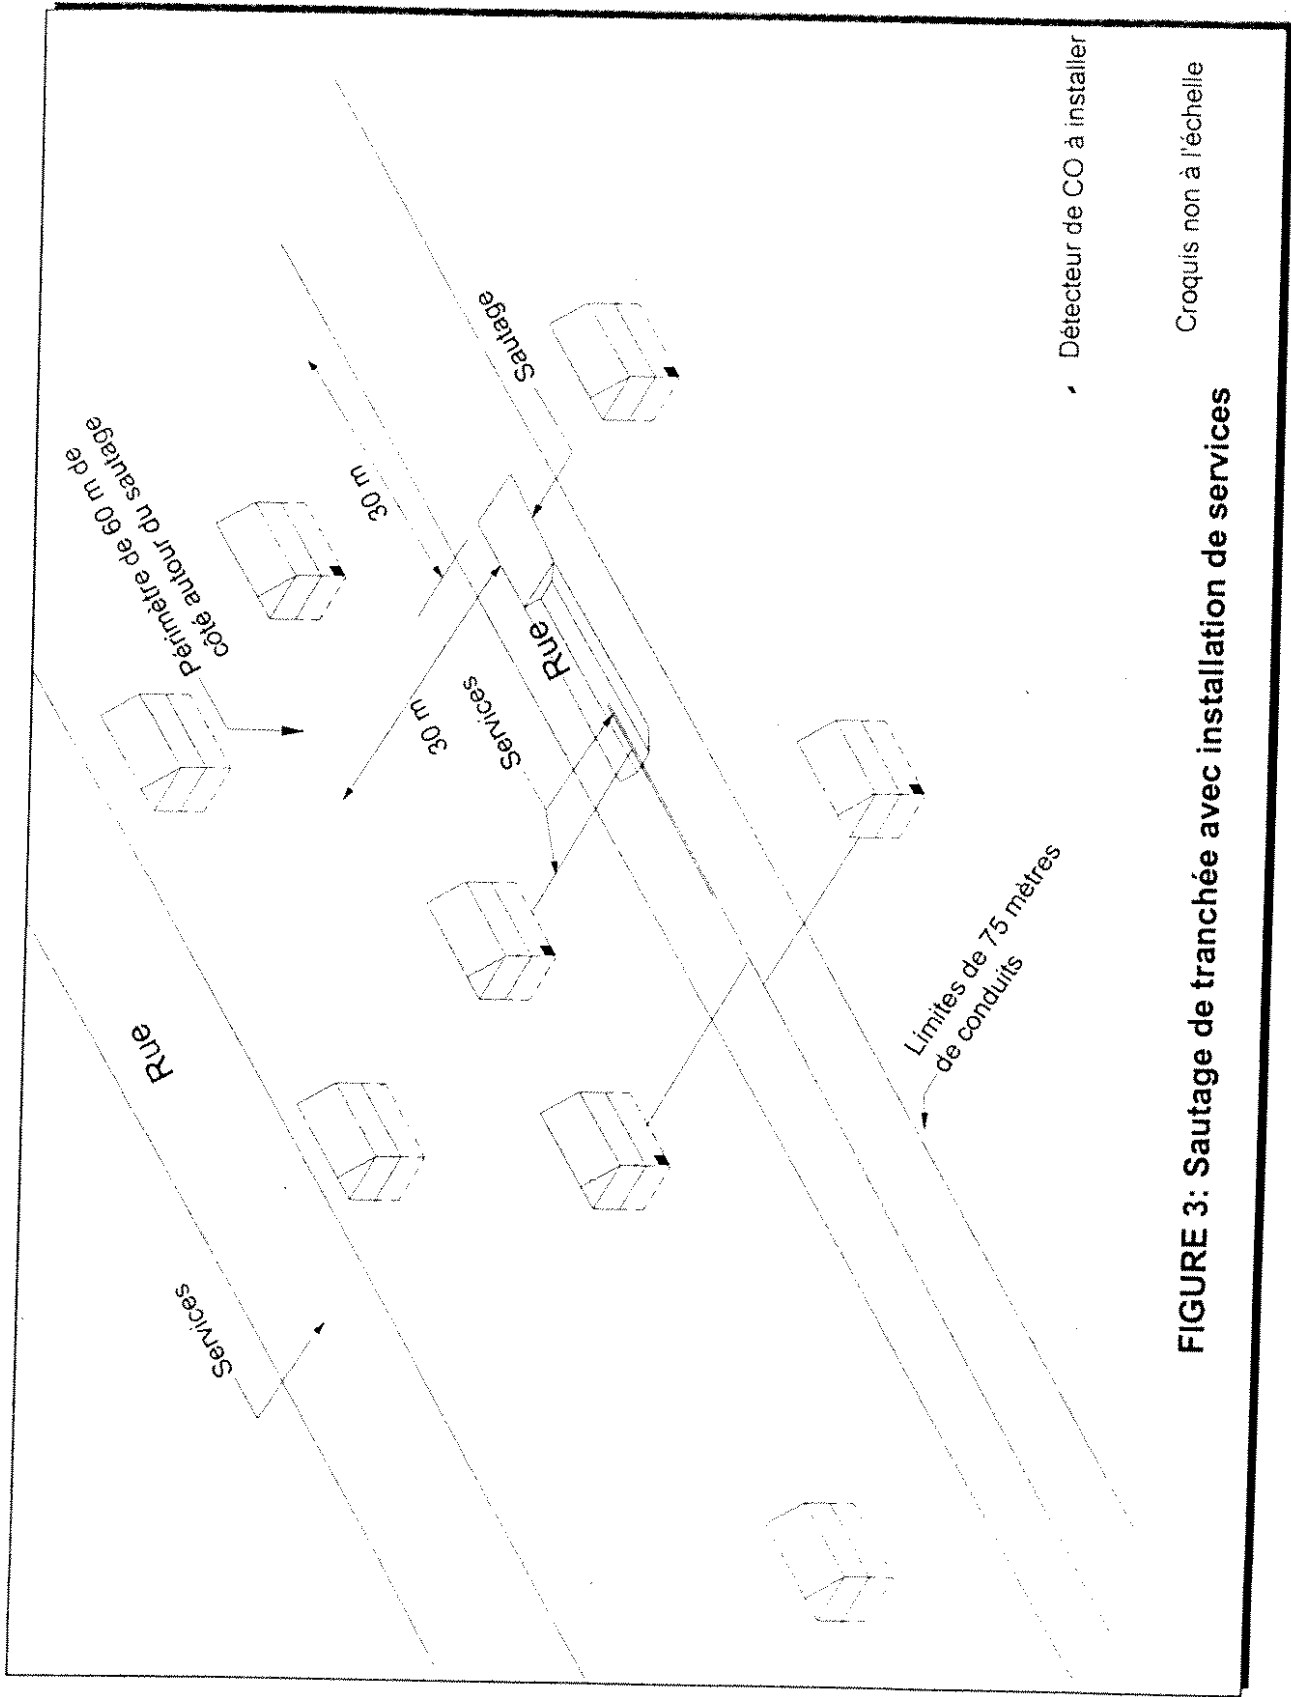 Périmètre de 60 m de
côté autour du sautage
30 m
Sautage
30 m
Services
Rue
Rue
Services
Limites de 75 mètres
de conduits
Détecteur de CO à installer
Croquis non à l'échelle
FIGURE 3: Sautage de tranchée avec installation de services